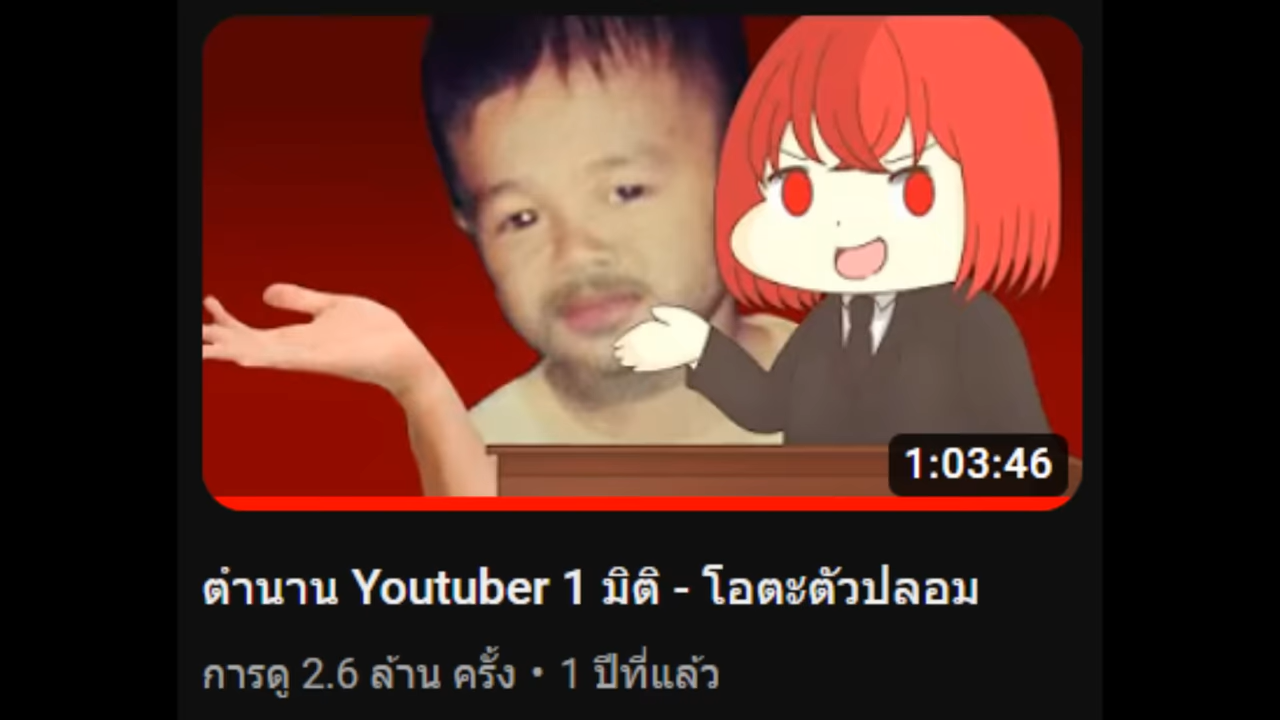 1:03:46
ตำนาน Youtuber 1 มิติ - โอตะตัวปลอม
การดู 2.6 ล้าน ครั้ง • 1 ปีที่แล้ว